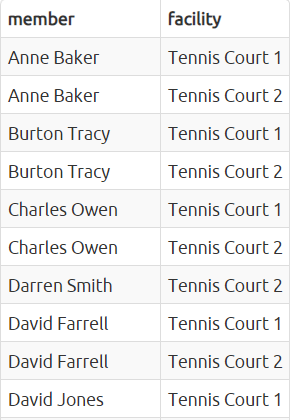 member facility
Anne Baker Tennis Court 1
Anne Baker Tennis Court 2
Burton Tracy Tennis Court 1
Burton Tracy Tennis Court 2
Charles Owen Tennis Court 1
Charles Owen Tennis Court 2
Darren Smith Tennis Court 2
David Farrell Tennis Court 1
David Farrell Tennis Court 2
David Jones Tennis Court 1